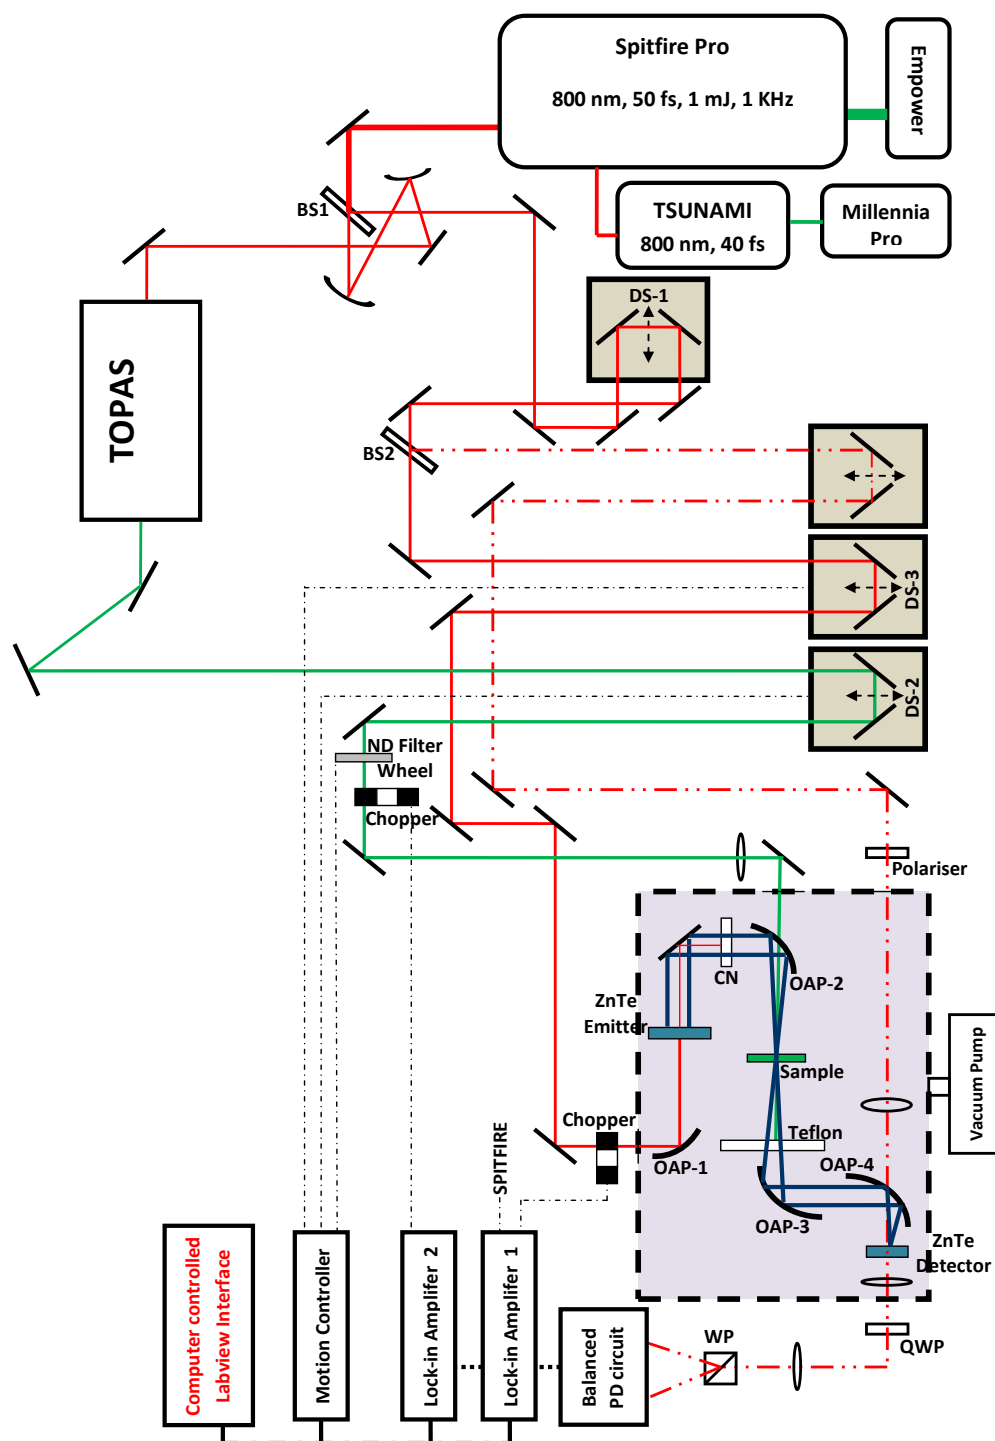 Spitfire Pro
800 nm, 50 fs, 1 mJ, 1 KHz
Empower
TSUNAMI
800 nm, 40 fs
Millennia
Pro
BS1
DS-1
TOPAS
BS2
DS-3
DS-2
ND Filter
Wheel
Chopper
Polariser
CN
OAP-2
ZnTe
Emitter
Sample
Vacuum Pump
Chopper
Teflon
OAP-1
OAP-4
SPITFIRE
OAP-3
ZnTe
Detector
Computer controlled
Labview Interface
Motion Controller
Lock-in Amplifer 2
Lock-in Amplifer 1
Balanced
PD circuit
WP
QWP